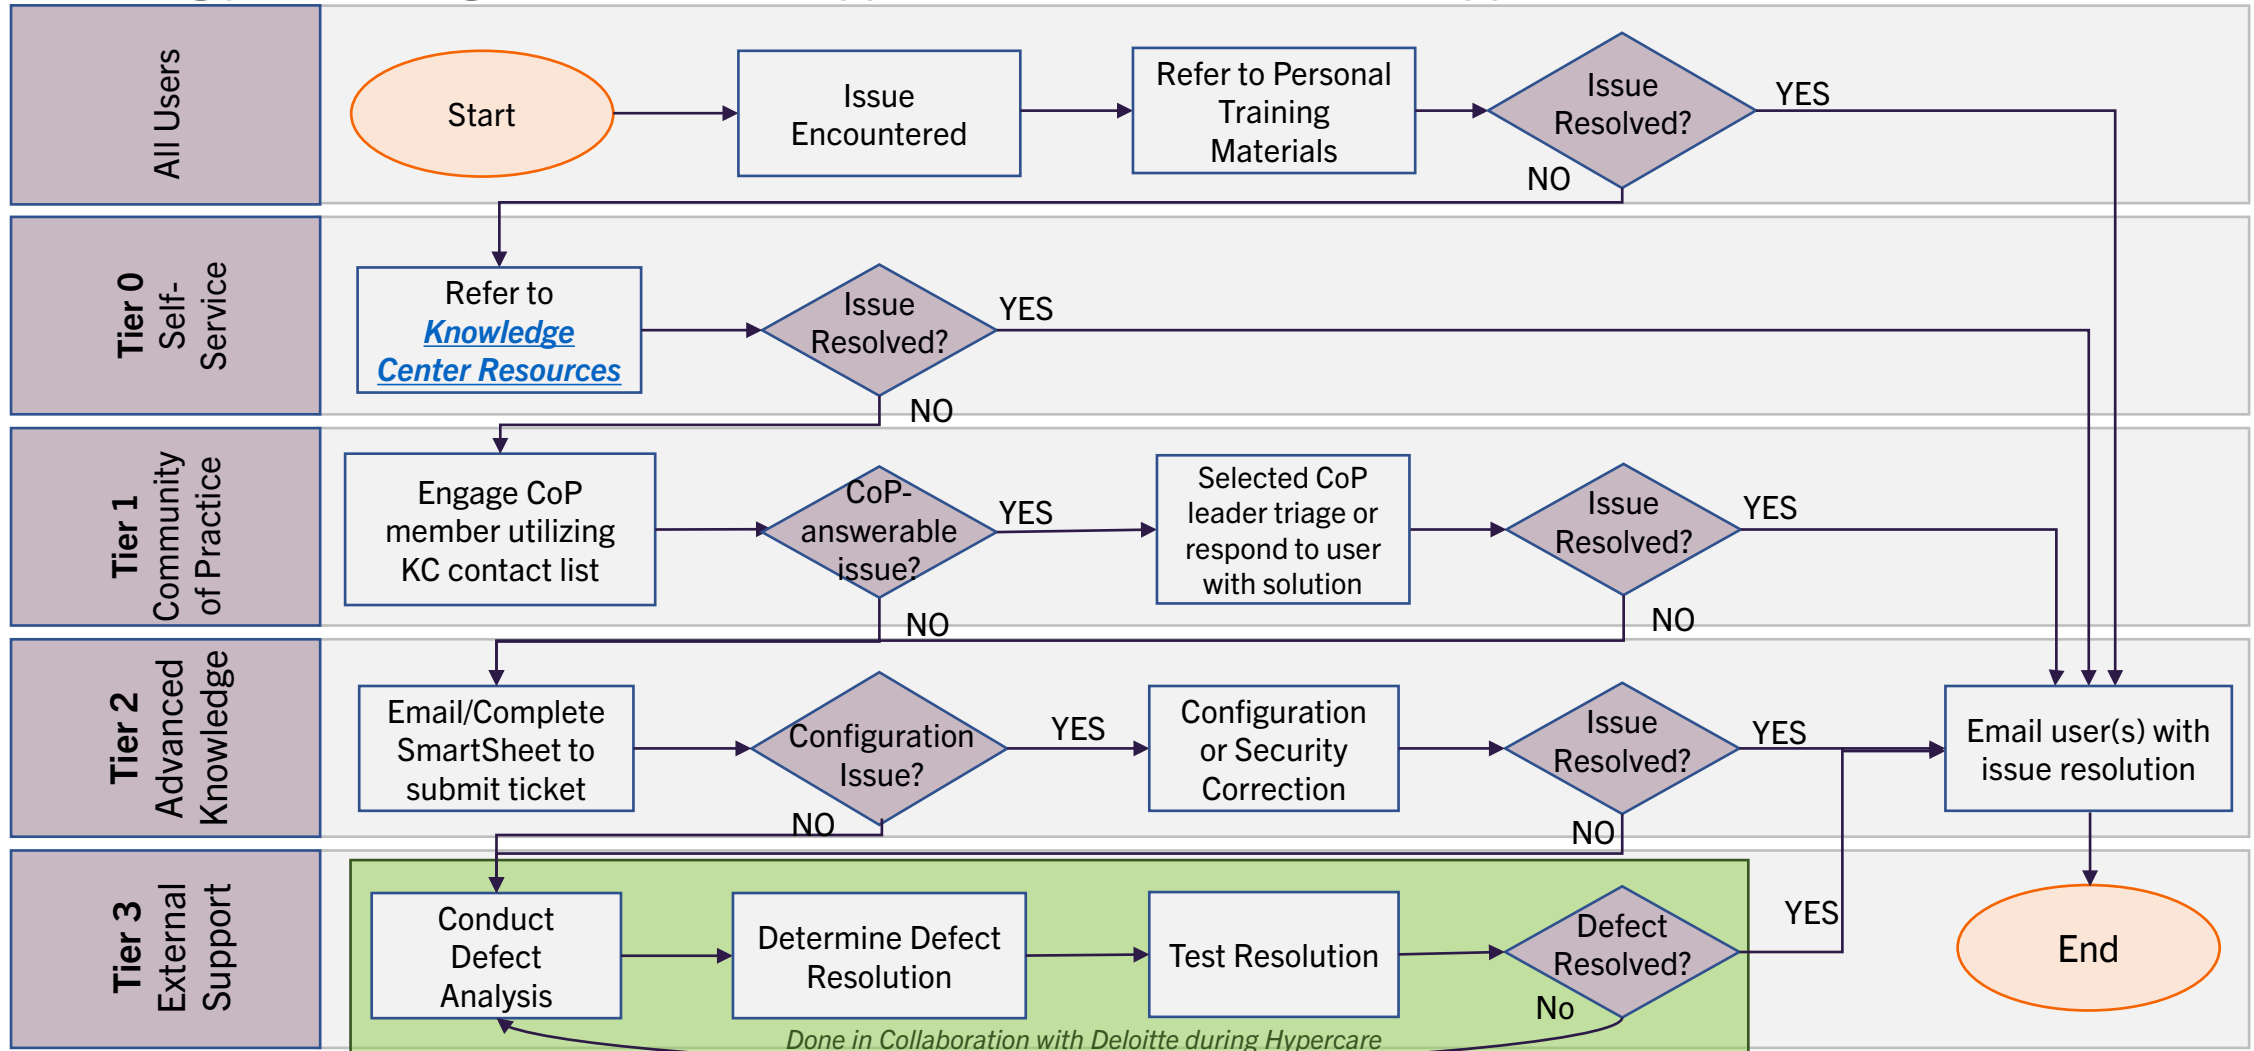 All Users
Start
Issue
Encountered
Refer to Personal
Training
Materials
Issue
Resolved?
YES
NO
Tier 0
Self-
Service
Refer to
Knowledge
Center Resources
Issue
Resolved?
YES
NO
Tier 1
Community
of Practice
Engage CoP
member utilizing
KC contact list
CoP-
answerable
issue?
YES
NO
Selected CoP
leader triage or
respond to user
with solution
Issue
Resolved?
YES
NO
Tier 2
Advanced
Knowledge
Email/Complete
SmartSheet to
submit ticket
Configuration
Issue?
YES
NO
Configuration
or Security
Correction
Issue
Resolved?
YES
NO
Email user(s) with
issue resolution
Tier 3
External
Support
Conduct
Defect
Analysis
Determine Defect
Resolution
Test Resolution
Defect
Resolved?
YES
No
End
Done in Collaboration with Deloitte during Hypercare